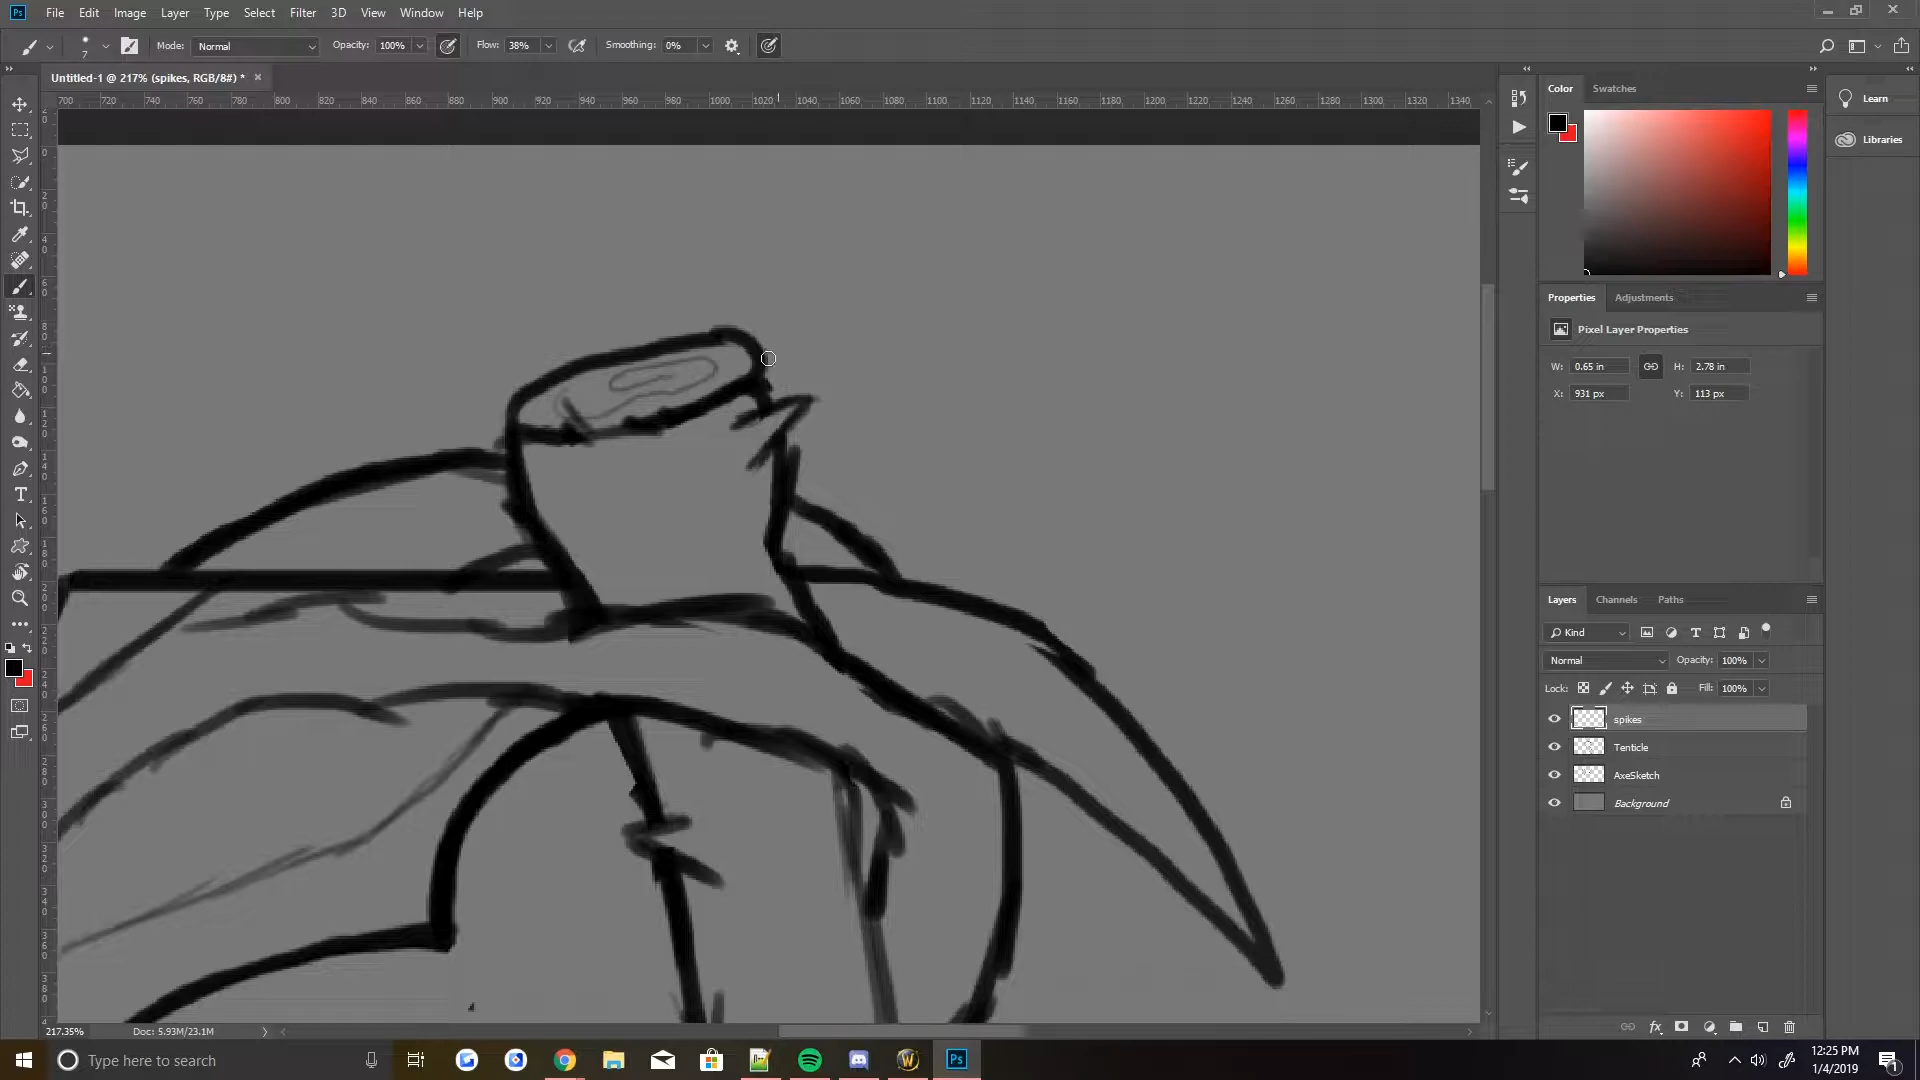 Ps File Edit Image Layer Type Select Filter 3D View Window Help
7 Mode: Normal Opacity: 100% Flow: 38% Smoothing: 0%
Untitled-1 @ 217% (spikes, RGB/8#) * ×
700 720 740 760 780 800 820 840 860 880 900 920 940 960 980 1000 1020 1040 1060 1080 1100 1120 1140 1160 1180 1200 1220 1240 1260 1280 1300 1320 1340
Color Swatches
Learn
Libraries
Properties Adjustments
Pixel Layer Properties
W: 0.65 in H: 2.78 in
X: 931 px Y: 113 px
Layers Channels Paths
Kind
Normal Opacity: 100%
Lock: Fill: 100%
spikes
Tenticle
AxeSketch
Background
217.35% Doc: 5.93M/23.1M
Type here to search
Ps
12:25 PM
1/4/2019
1